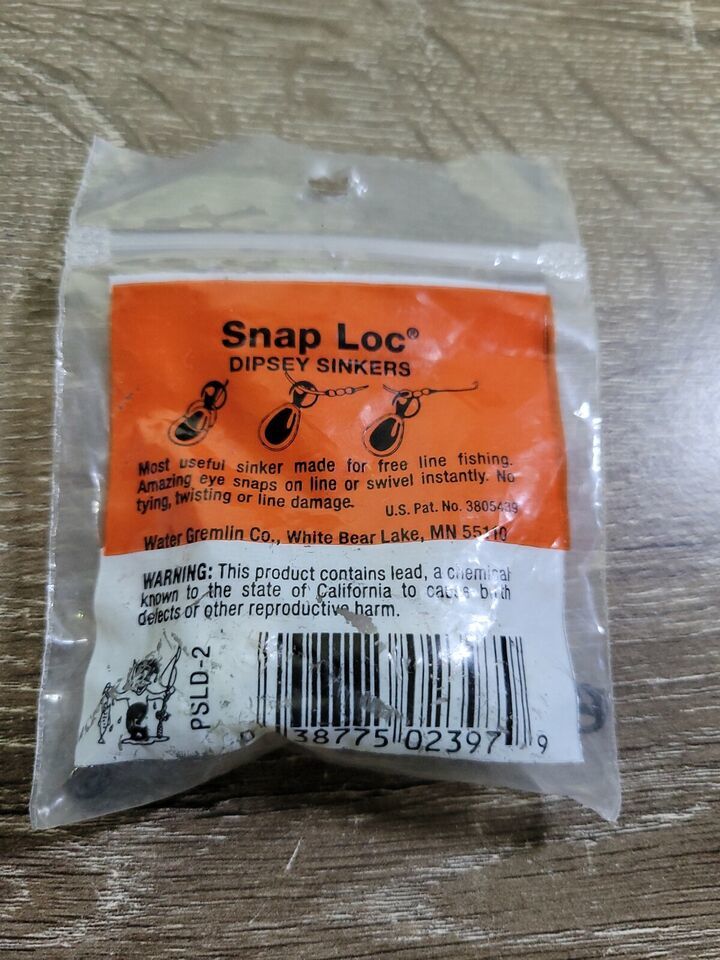 Snap Loc®
DIPSEY SINKERS
Most useful sinker made for free line fishing.
Amazing eye snaps on line or swivel instantly. No
tying, twisting or line damage.
U.S. Pat. No. 3805439
Water Gremlin Co., White Bear Lake, MN 55110
WARNING: This product contains lead, a chemical
known to the state of California to cause birth
defects or other reproductive harm.
PSLD-2
0 38775 02397 9